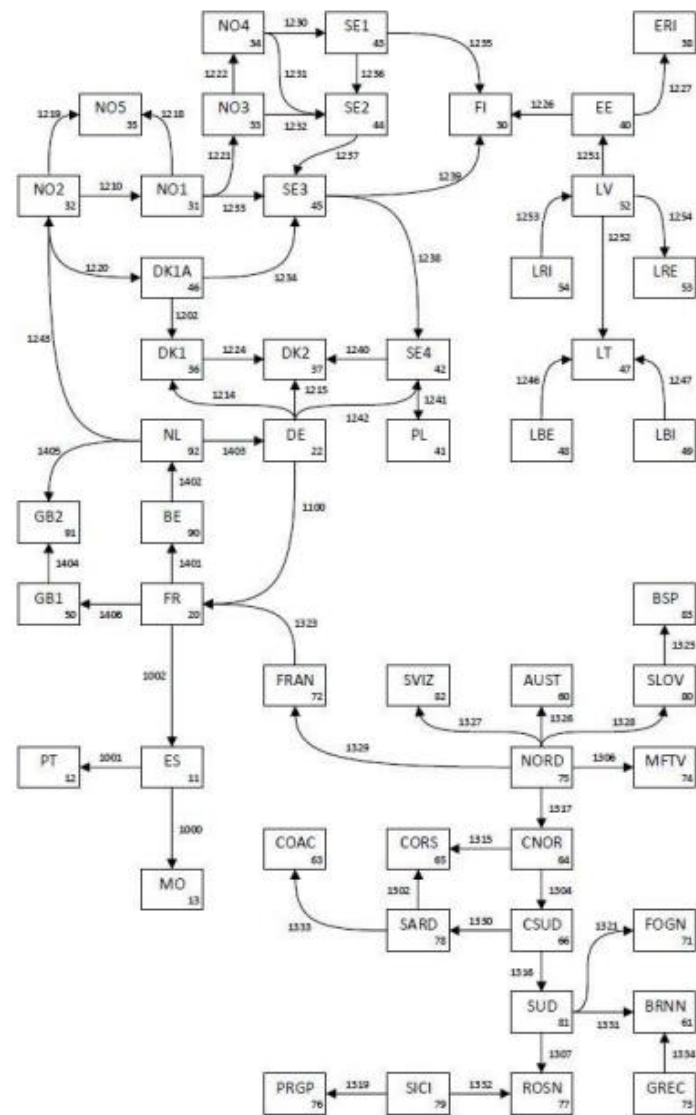 NO4 34
1230
SE1 43
1235
ERI 38
1222
1231
1236
1227
1219
NO5 35
1218
NO3 33
1232
SE2 44
FI 30
1226
EE 40
1221
1237
1251
NO2 32
1210
NO1 31
1233
SE3 45
1239
LV 52
1253
1254
1252
1220
DK1A 46
1234
1238
LRI 54
LRE 53
1202
1243
DK1 36
1224
DK2 37
1240
SE4 42
LT 47
1214
1215
1246
1247
1242
1241
NL 92
1403
DE 22
PL 41
LBE 48
LBI 49
1405
1402
1100
GB2 91
BE 90
1404
1401
GB1 50
1406
FR 20
BSP 83
1323
1323
1002
FRAN 72
SVIZ 82
AUST 60
SLOV 80
1327
1326
1328
1329
PT 12
1001
ES 11
NORD 75
1306
MFTV 74
1317
1000
COAC 63
CORS 65
1315
CNOR 64
MO 13
1302
1304
1333
SARD 78
1330
CSUD 66
1321
FOGN 71
1316
SUD 81
1331
BRNN 61
1307
1334
PRGP 76
1319
SICI 79
1332
ROSN 77
GREC 73